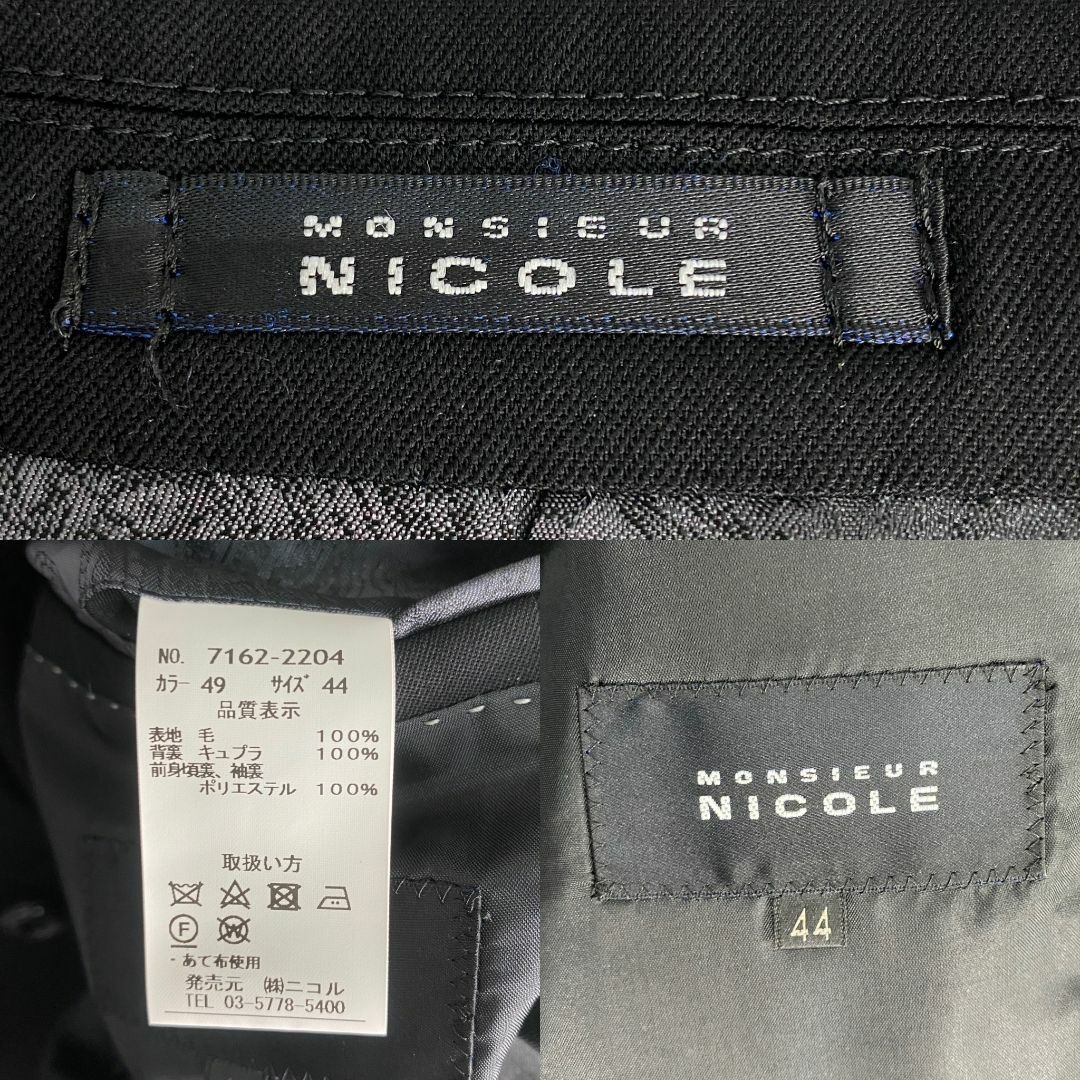 MONSIEUR
NICOLE
NO. 7162-2204
カラー 49 サイズ 44
品質表示
表地 毛 100%
背裏 キュプラ 100%
前身頃裏、袖裏
ポリエステル 100%
取扱い方
F W
・あて布使用
発売元 ㈱ニコル
TEL 03-5778-5400
MONSIEUR
NICOLE
44